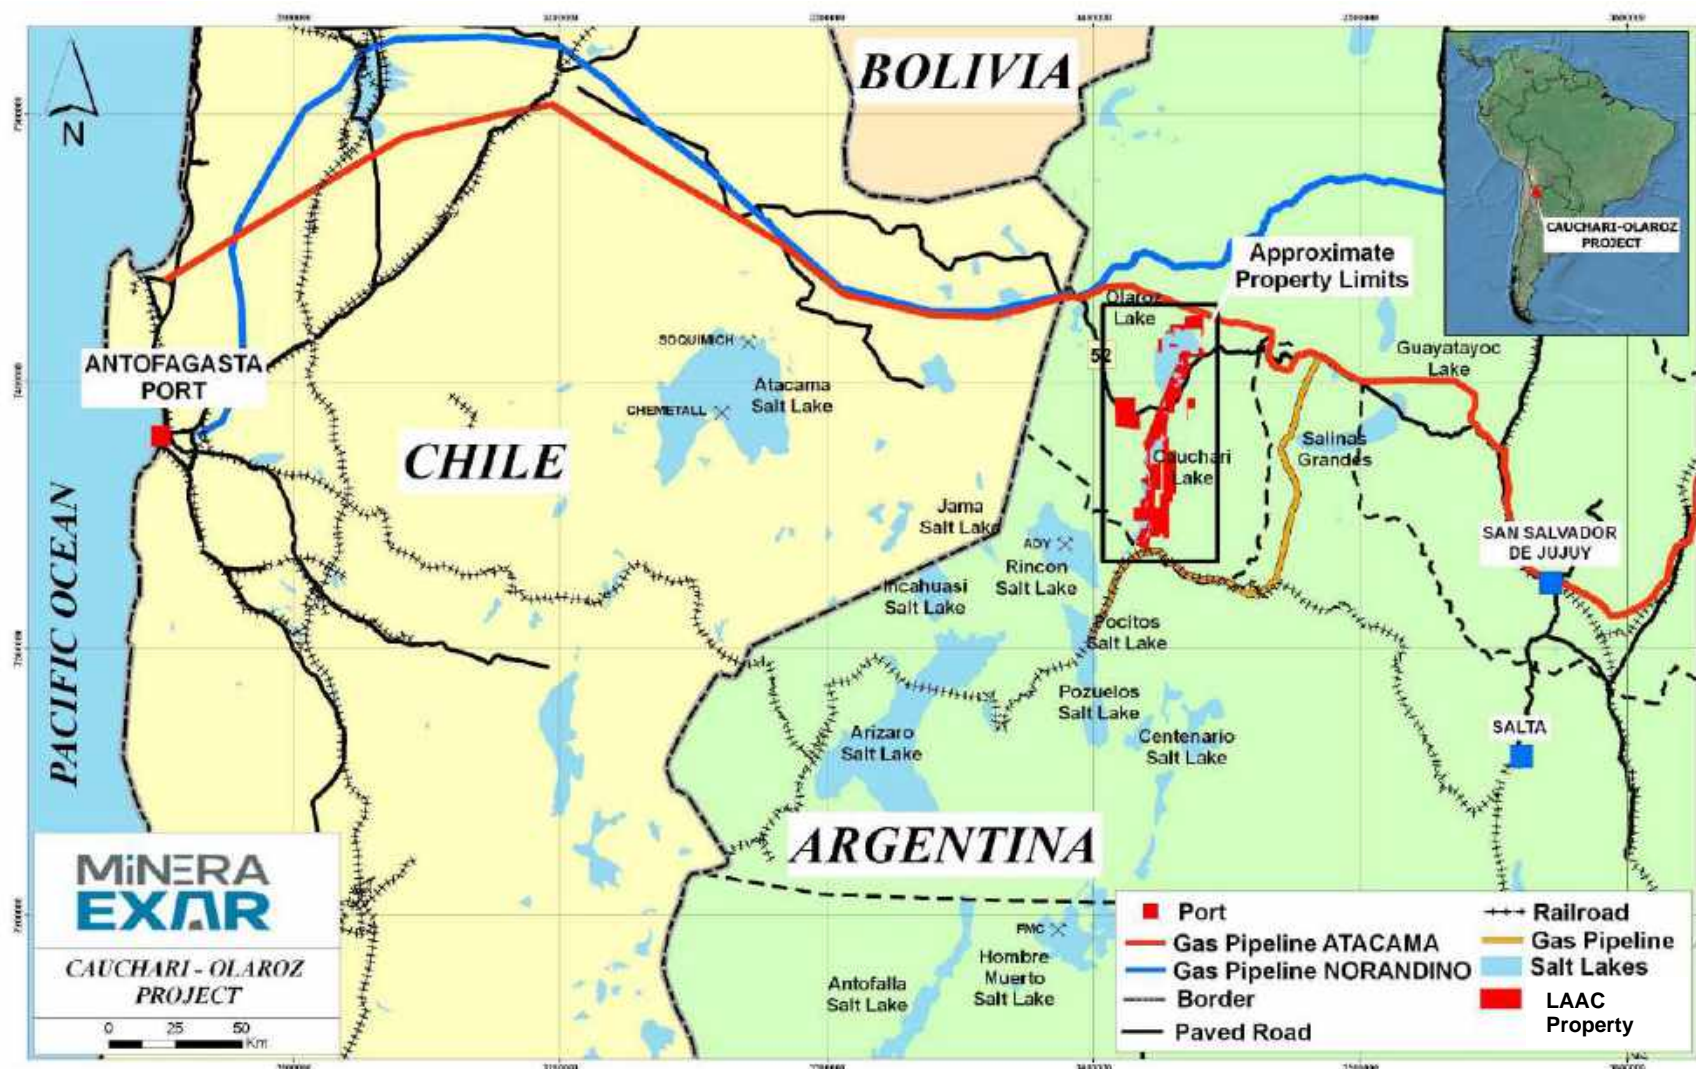 BOLIVIA
N
CAUCHARI-OLAROZ
PROJECT
Approximate
Property Limits
Olaroz
Lake
52
SOQUIMICH
Guayatayoc
Lake
ANTOFAGASTA
PORT
Atacama
Salt Lake
CHEMETALL
CHILE
Salinas
Grandes
Cauchari
Lake
Jama
Salt Lake
PACIFIC OCEAN
SAN SALVADOR
DE JUJUY
ADY
Rincon
Salt Lake
Incahuasi
Salt Lake
Pocitos
Salt Lake
Pozuelos
Salt Lake
SALTA
Arizaro
Salt Lake
Centenario
Salt Lake
ARGENTINA
MiNERA
EXAR
CAUCHARI - OLAROZ
PROJECT
0 25 50
Km
FMC
Hombre
Muerto
Salt Lake
Antofalla
Salt Lake
Port
Gas Pipeline ATACAMA
Gas Pipeline NORANDINO
Border
Paved Road
Railroad
Gas Pipeline
Salt Lakes
LAAC
Property